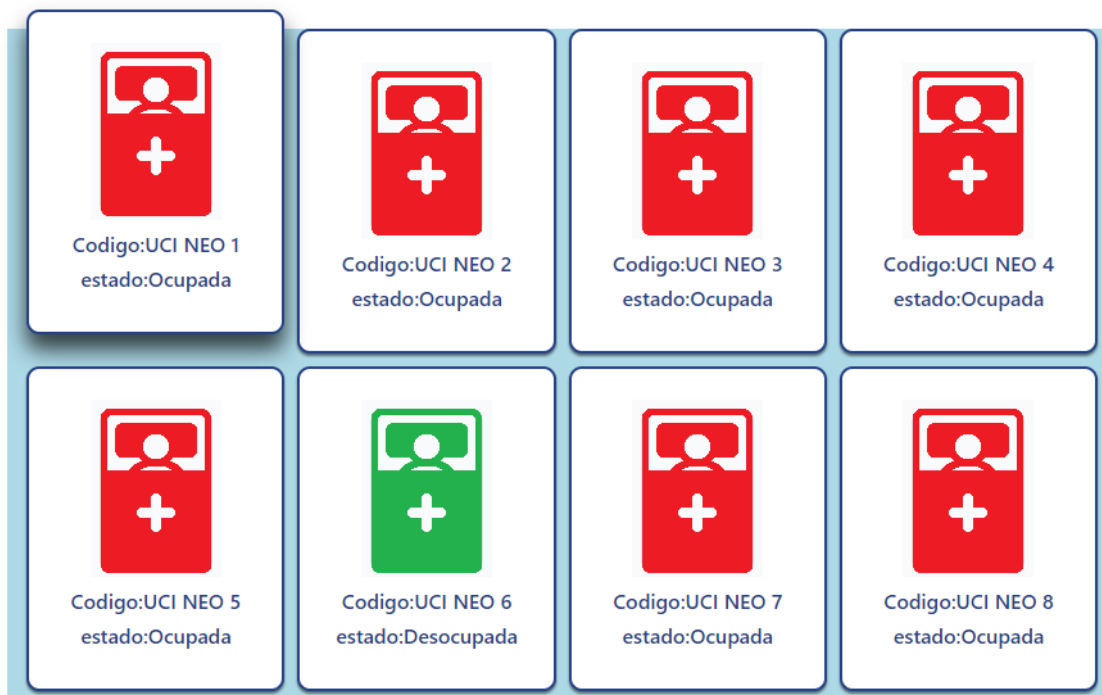 Codigo:UCI NEO 1
estado:Ocupada
Codigo:UCI NEO 2
estado:Ocupada
Codigo:UCI NEO 3
estado:Ocupada
Codigo:UCI NEO 4
estado:Ocupada
Codigo:UCI NEO 5
estado:Ocupada
Codigo:UCI NEO 6
estado:Desocupada
Codigo:UCI NEO 7
estado:Ocupada
Codigo:UCI NEO 8
estado:Ocupada